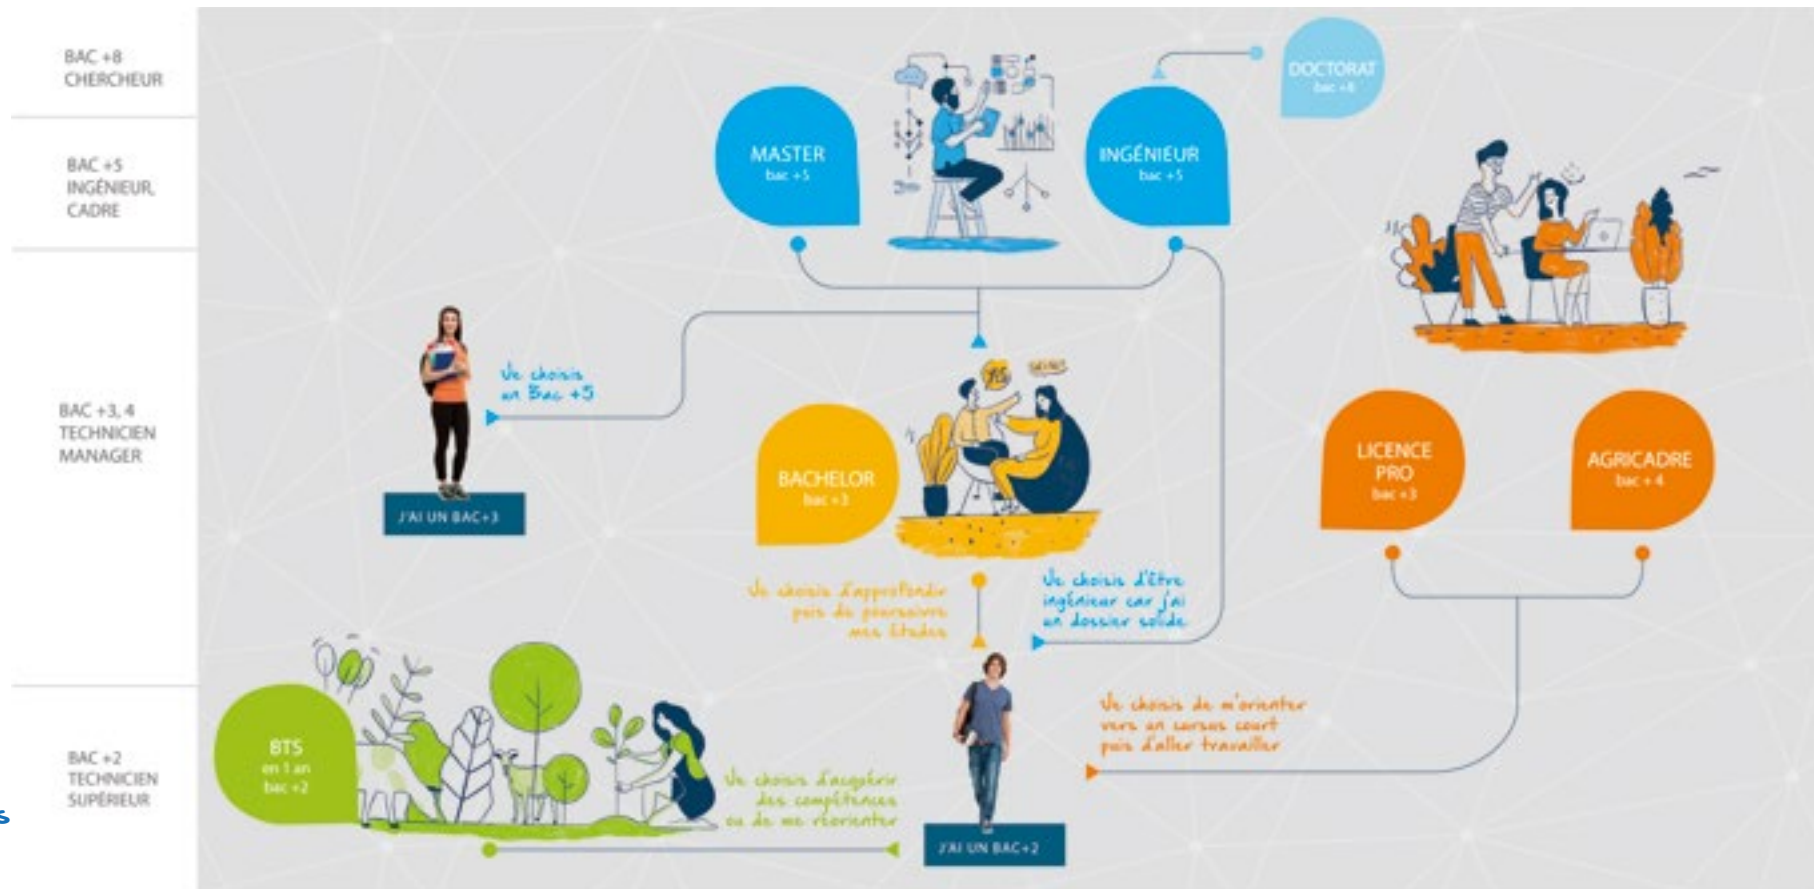 BAC +8
CHERCHEUR
BAC +5
INGÉNIEUR,
CADRE
BAC +3, 4
TECHNICIEN
MANAGER
BAC +2
TECHNICIEN
SUPÉRIEUR
s
DOCTORAT
bac +8
MASTER
bac +5
INGÉNIEUR
bac +5
Je choisis
un Bac +5
J'AI UN BAC+3
BACHELOR
bac +3
LICENCE
PRO
bac +3
AGRICADRE
bac + 4
Je choisis d'approfondir
puis de poursuivre
mes études
Je choisis d'être
ingénieur car j'ai
un dossier solide
Je choisis de m'orienter
vers un cursus court
puis d'aller travailler
BTS
en 1 an
bac +2
Je choisis d'acquérir
des compétences
ou de me réorienter
J'AI UN BAC+2